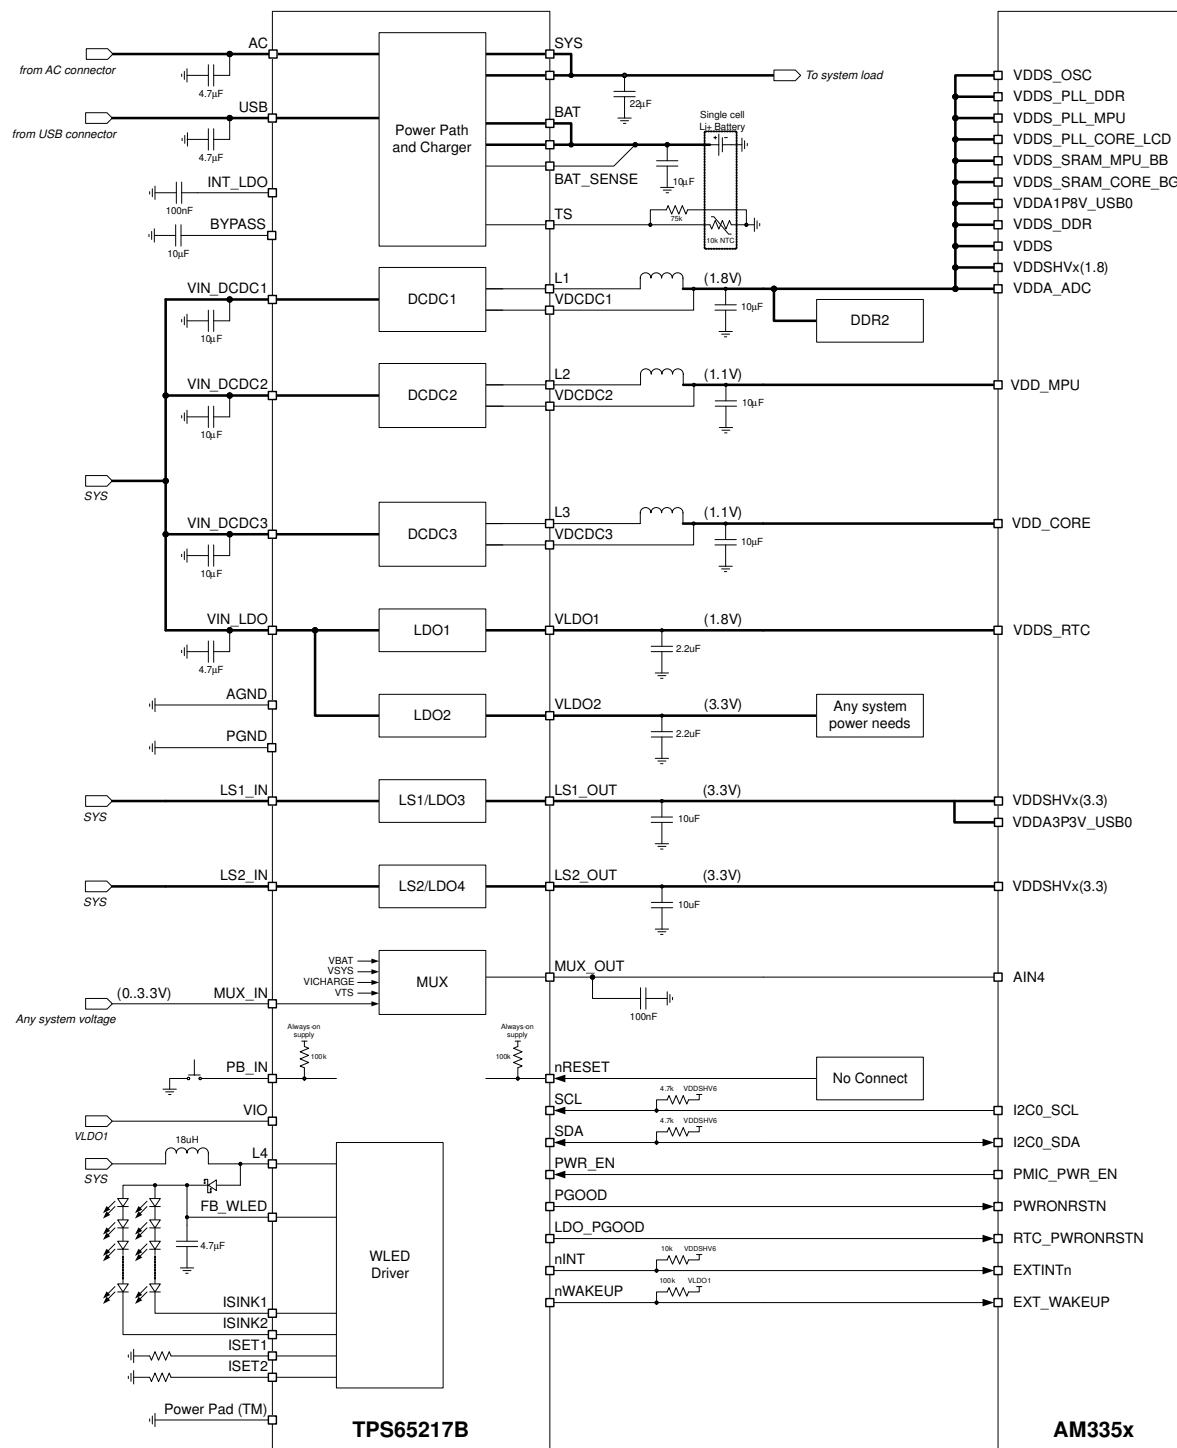 AC
SYS
from AC connector
4.7µF
To system load
22µF
VDDS_OSC
VDDS_PLL_DDR
USB
BAT
Single cell
Li+ Battery
VDDS_PLL_MPU
from USB connector
4.7µF
Power Path
and Charger
VDDS_PLL_CORE_LCD
BAT_SENSE
10µF
VDDS_SRAM_MPU_BB
INT_LDO
100nF
VDDS_SRAM_CORE_BG
VDDA1P8V_USB0
TS
75k
10k NTC
BYPASS
10µF
VDDS_DDR
VDDS
VDDSHVx(1.8)
VIN_DCDC1
DCDC1
L1
(1.8V)
VDDA_ADC
VDCDC1
10µF
10µF
DDR2
VIN_DCDC2
DCDC2
L2
(1.1V)
VDD_MPU
VDCDC2
10µF
10µF
SYS
VIN_DCDC3
DCDC3
L3
(1.1V)
VDD_CORE
VDCDC3
10µF
10µF
VIN_LDO
LDO1
VLDO1
(1.8V)
VDDS_RTC
4.7µF
2.2uF
AGND
LDO2
VLDO2
(3.3V)
Any system
power needs
PGND
2.2uF
LS1_IN
SYS
LS1/LDO3
LS1_OUT
(3.3V)
VDDSHVx(3.3)
10uF
VDDA3P3V_USB0
LS2_IN
SYS
LS2/LDO4
LS2_OUT
(3.3V)
VDDSHVx(3.3)
10uF
VBAT
VSYS
VICHARGE
VTS
MUX
MUX_OUT
AIN4
100nF
(0..3.3V)
MUX_IN
Any system voltage
Always-on
supply
100k
Always-on
supply
100k
PB_IN
nRESET
No Connect
VIO
VLDO1
SCL
4.7k
VDDSHV6
I2C0_SCL
SDA
4.7k
VDDSHV6
I2C0_SDA
18uH
SYS
L4
PWR_EN
PMIC_PWR_EN
FB_WLED
4.7µF
PGOOD
PWRONRSTN
LDO_PGOOD
RTC_PWRONRSTN
WLED
Driver
nINT
10k
VDDSHV6
EXTINTn
nWAKEUP
100k
VLDO1
EXT_WAKEUP
ISINK1
ISINK2
ISET1
ISET2
Power Pad (TM)
TPS65217B
AM335x